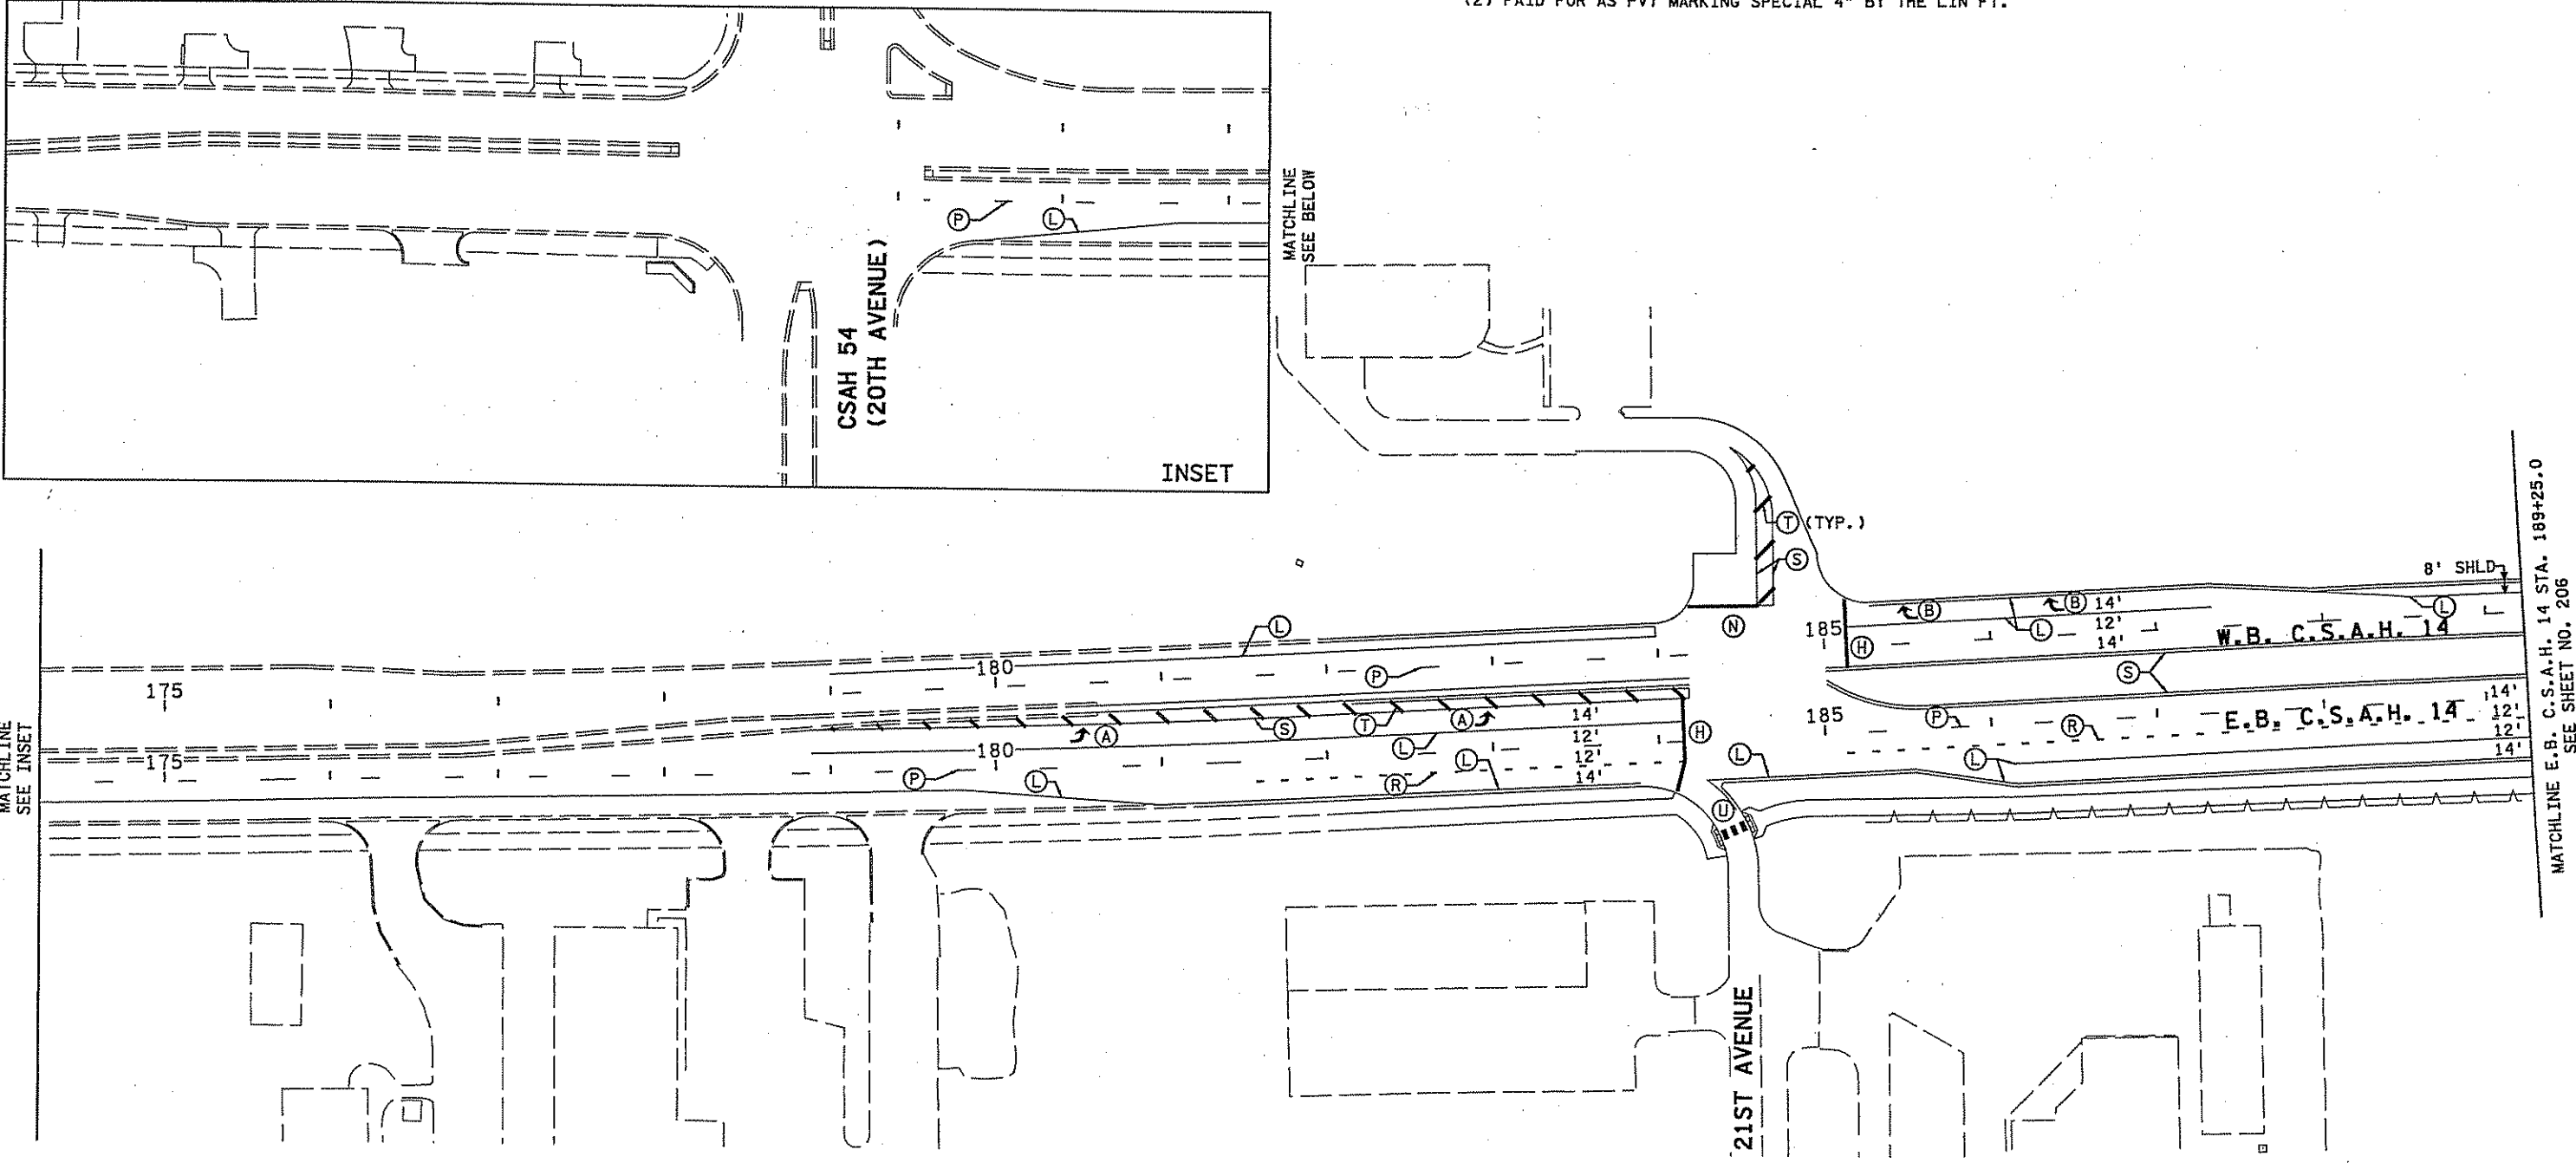 (2) PAID FOR AS PVT MARKING SPECIAL 4" BY THE LIN FT.
P
L
CSAH 54
(20TH AVENUE)
INSET
MATCHLINE
SEE BELOW
T (TYP.)
S
N
L
8' SHLD
B
B
14'
L
12'
L
14'
185
H
W.B. C.S.A.H. 14
180
P
175
S
A
S
T
A
14'
12'
L
H
185
P
R
E.B. C.S.A.H. 14
14'
12'
12'
14'
MATCHLINE
SEE INSET
175
180
P
L
L
12'
R
14'
L
L
U
21ST AVENUE
MATCHLINE E.B. C.S.A.H. 14 STA. 189+25.0
SEE SHEET NO. 206